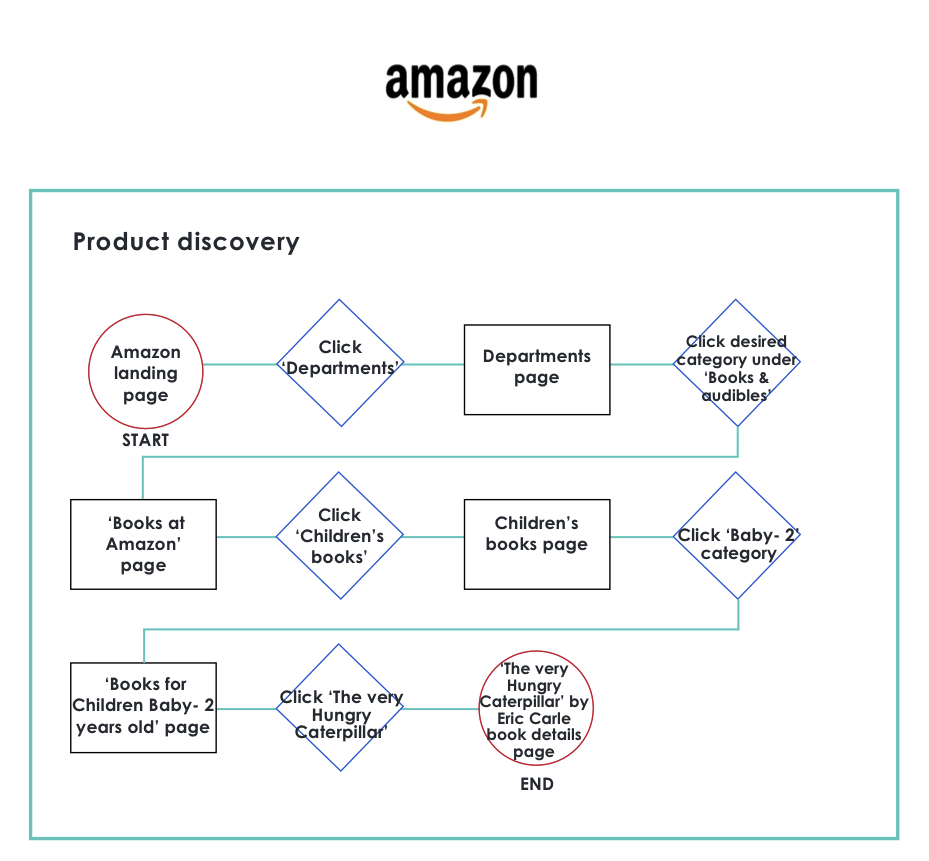 amazon
Product discovery
Amazon
landing
page
START
Click
‘Departments’
Departments
page
Click desired
category under
‘Books &
audibles’
‘Books at
Amazon’
page
Click
‘Children’s
books’
Children’s
books page
Click ‘Baby- 2’
category
‘Books for
Children Baby- 2
years old’ page
Click ‘The very
Hungry
Caterpillar’
‘The very
Hungry
Caterpillar’ by
Eric Carle
book details
page
END